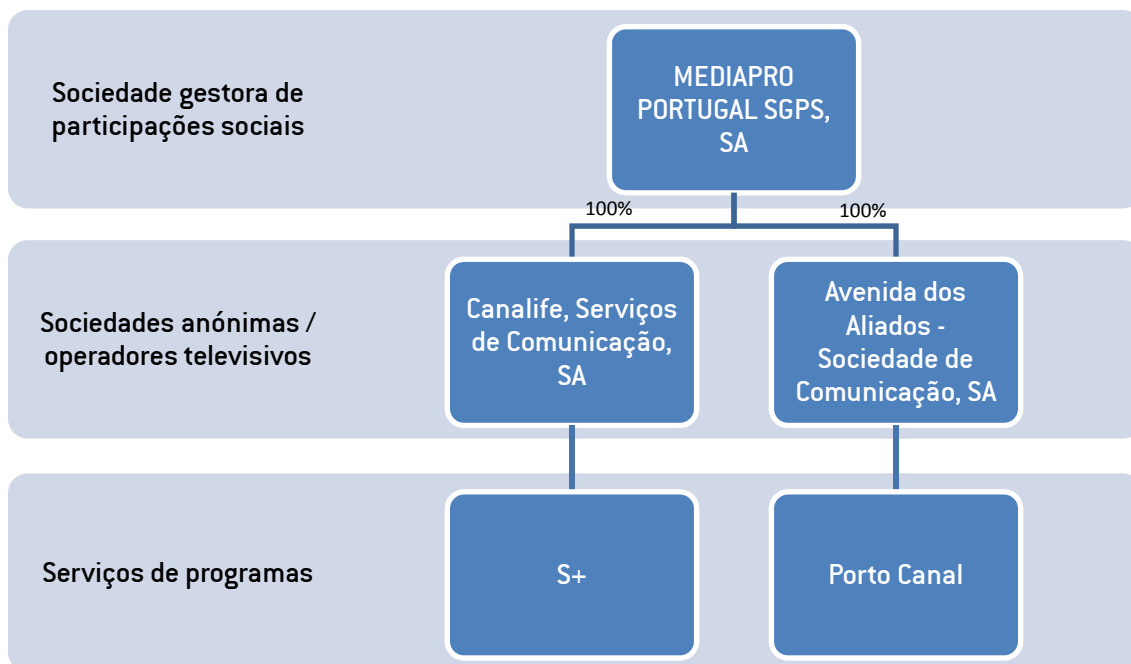 Sociedade gestora de
participações sociais
MEDIAPRO
PORTUGAL SGPS,
SA
100%
100%
Sociedades anónimas /
operadores televisivos
Canalife, Serviços
de Comunicação,
SA
Avenida dos
Aliados -
Sociedade de
Comunicação, SA
Serviços de programas
S+
Porto Canal